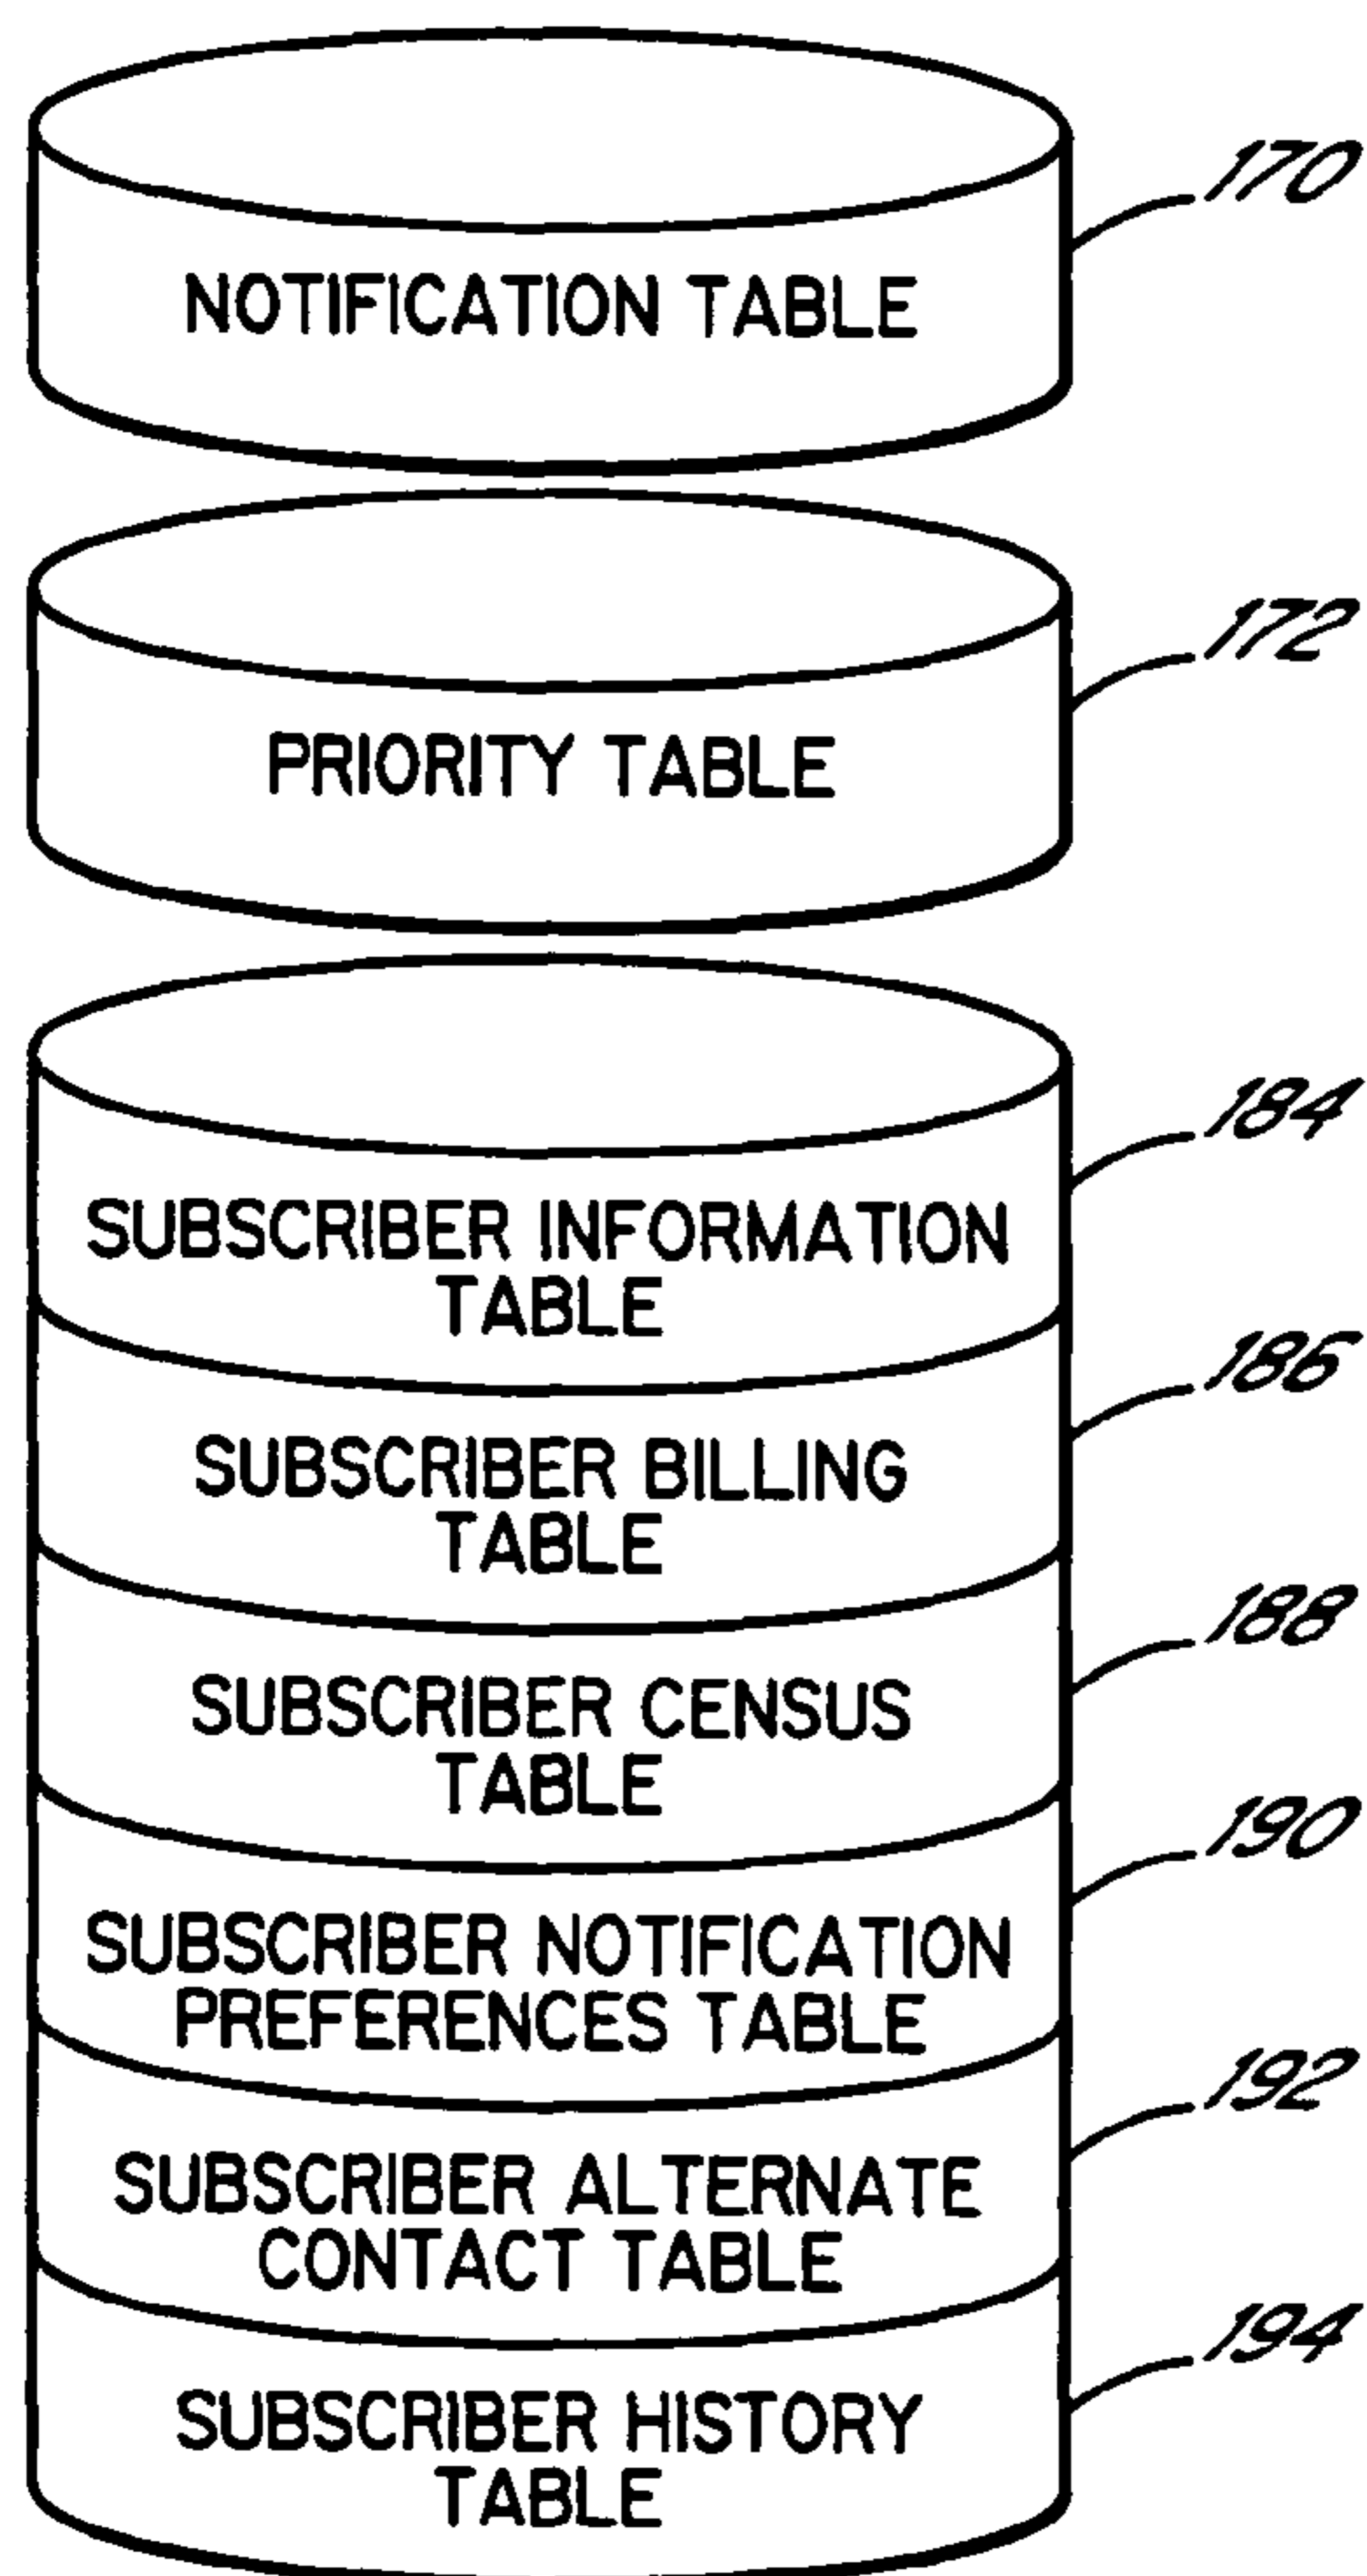 170
NOTIFICATION TABLE
172
PRIORITY TABLE
184
SUBSCRIBER INFORMATION
TABLE
186
SUBSCRIBER BILLING
TABLE
188
SUBSCRIBER CENSUS
TABLE
190
SUBSCRIBER NOTIFICATION
PREFERENCES TABLE
192
SUBSCRIBER ALTERNATE
CONTACT TABLE
194
SUBSCRIBER HISTORY
TABLE